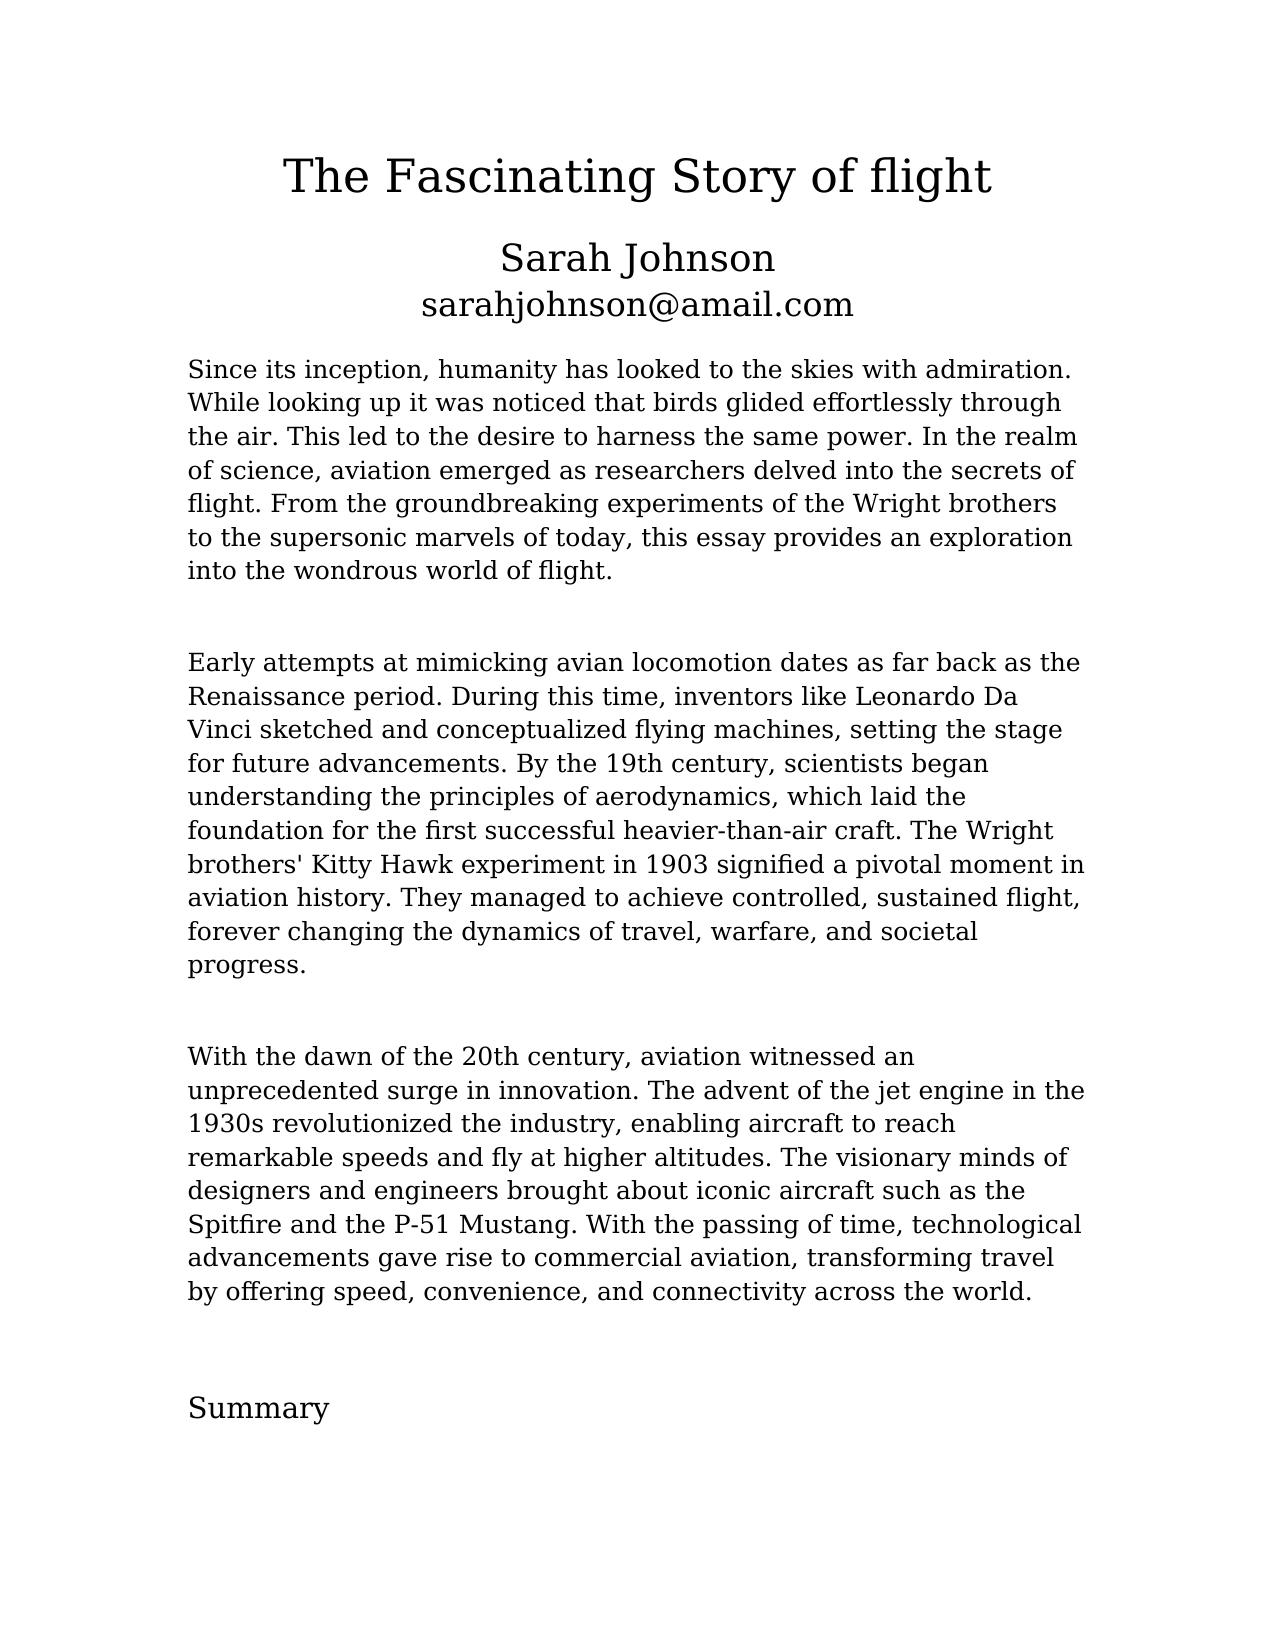 The Fascinating Story of flight
Sarah Johnson
sarahjohnson@amail.com
Since its inception, humanity has looked to the skies with admiration.
While looking up it was noticed that birds glided effortlessly through
the air. This led to the desire to harness the same power. In the realm
of science, aviation emerged as researchers delved into the secrets of
flight. From the groundbreaking experiments of the Wright brothers
to the supersonic marvels of today, this essay provides an exploration
into the wondrous world of flight.
Early attempts at mimicking avian locomotion dates as far back as the
Renaissance period. During this time, inventors like Leonardo Da
Vinci sketched and conceptualized flying machines, setting the stage
for future advancements. By the 19th century, scientists began
understanding the principles of aerodynamics, which laid the
foundation for the first successful heavier-than-air craft. The Wright
brothers' Kitty Hawk experiment in 1903 signified a pivotal moment in
aviation history. They managed to achieve controlled, sustained flight,
forever changing the dynamics of travel, warfare, and societal
progress.
With the dawn of the 20th century, aviation witnessed an
unprecedented surge in innovation. The advent of the jet engine in the
1930s revolutionized the industry, enabling aircraft to reach
remarkable speeds and fly at higher altitudes. The visionary minds of
designers and engineers brought about iconic aircraft such as the
Spitfire and the P-51 Mustang. With the passing of time, technological
advancements gave rise to commercial aviation, transforming travel
by offering speed, convenience, and connectivity across the world.
Summary